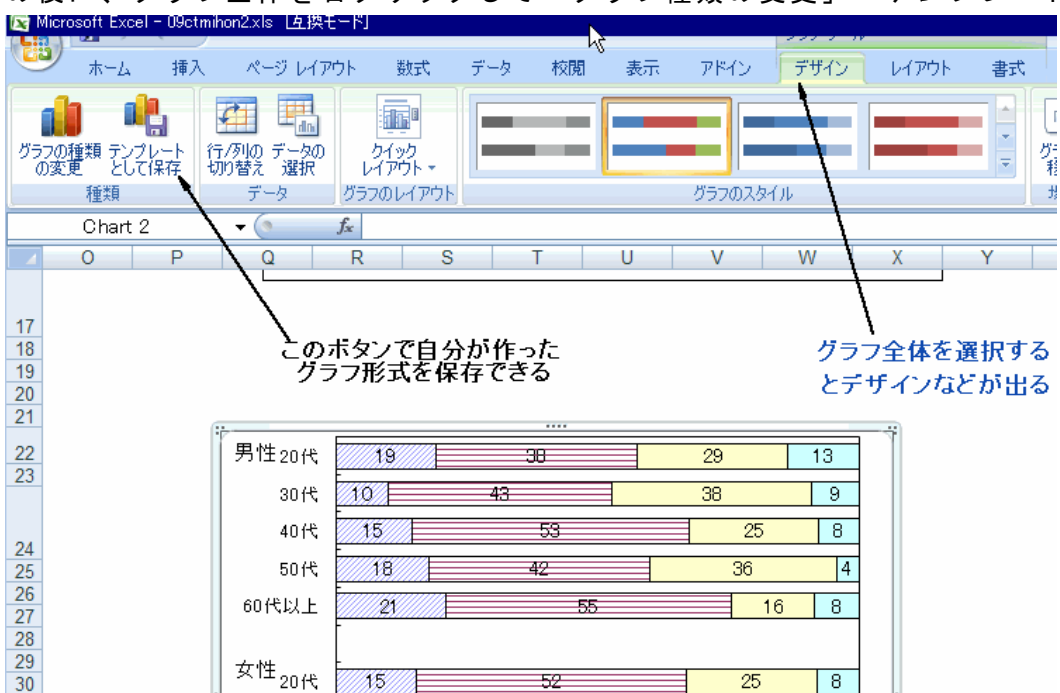 Microsoft Excel - 09ctmihon2.xls [互換モード]
ホーム 挿入 ページ レイアウト 数式 データ 校閲 表示 アドイン デザイン レイアウト 書式
グラフの種類の変更 テンプレートとして保存 行/列の切り替え データの選択 クイックレイアウト
種類 データ グラフのレイアウト グラフのスタイル
Chart 2 fx
O P Q R S T U V W X Y
17
18
19
20
21
22
23
24
25
26
27
28
29
30
このボタンで自分が作った
グラフ形式を保存できる
グラフ全体を選択する
とデザインなどが出る
男性20代 19 38 29 13
30代 10 43 38 9
40代 15 53 25 8
50代 18 42 36 4
60代以上 21 55 16 8
女性20代 15 52 25 8